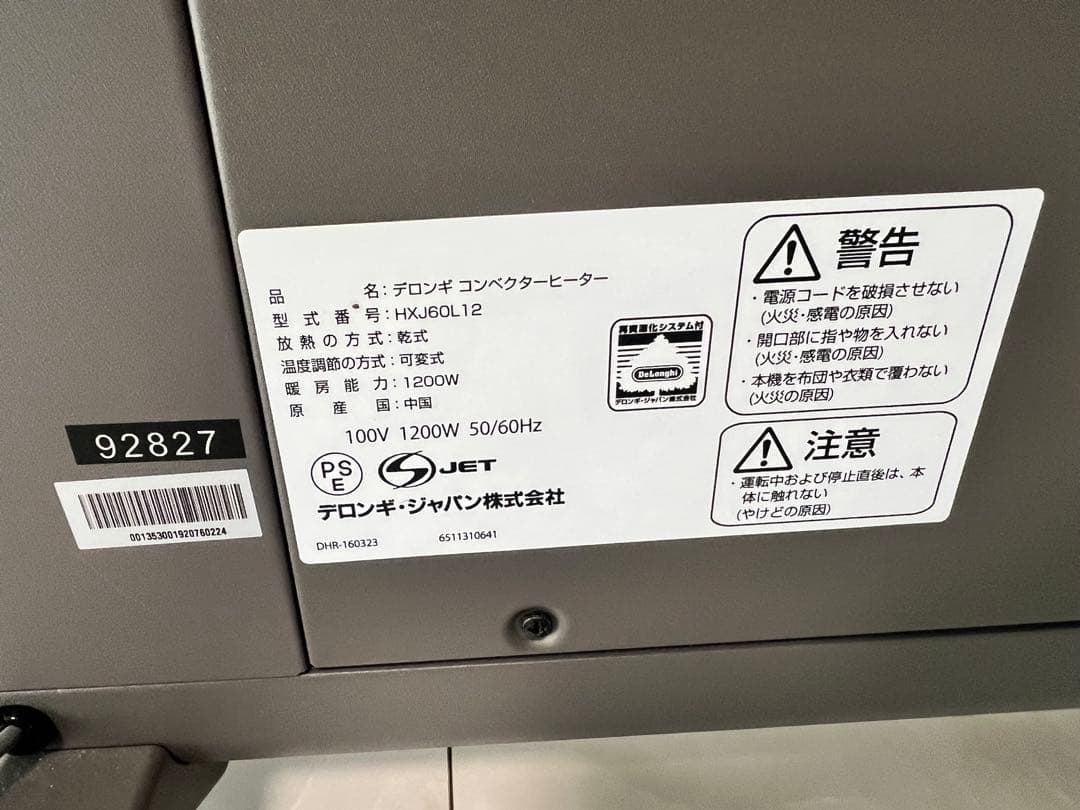 品名:デロンギ コンベクターヒーター
型式番号:HXJ60L12
放熱の方式:乾式
温度調節の方式:可変式
暖房能力:1200W
原産国:中国
100V 1200W 50/60Hz
PSE
JET
デロンギ・ジャパン株式会社
DHR-160323
6511310641
再資源化システム付
DeLonghi
デロンギ・ジャパン株式会社
警告
・電源コードを破損させない
(火災・感電の原因)
・開口部に指や物を入れない
(火災・感電の原因)
・本機を布団や衣類で覆わない
(火災の原因)
注意
・運転中および停止直後は、本
体に触れない
(やけどの原因)
92827
001353001920760224